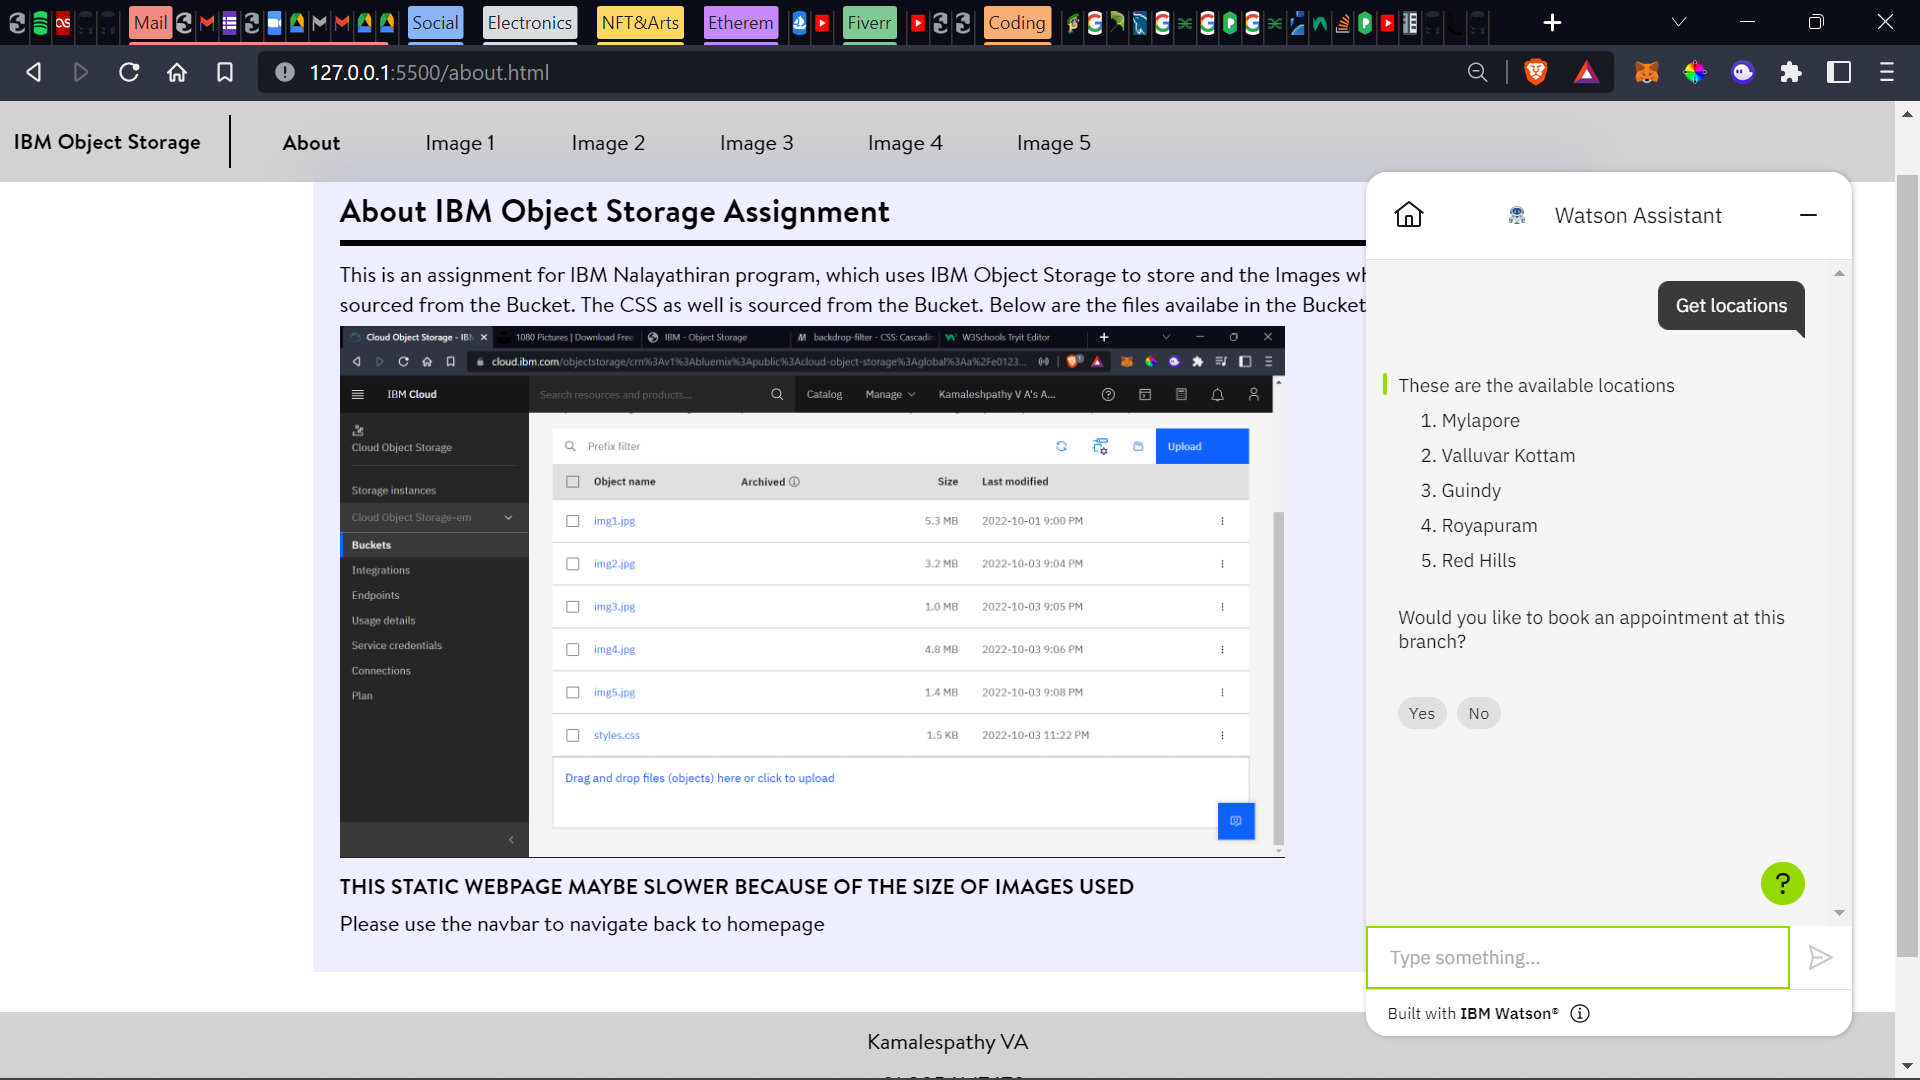 Mail
Social
Electronics
NFT&Arts
Etherem
Fiverr
Coding
127.0.0.1:5500/about.html
IBM Object Storage
About
Image 1
Image 2
Image 3
Image 4
Image 5
About IBM Object Storage Assignment
This is an assignment for IBM Nalayathiran program, which uses IBM Object Storage to store and the Images wh
sourced from the Bucket. The CSS as well is sourced from the Bucket. Below are the files availabe in the Bucket
Cloud Object Storage - IBM
1080 Pictures | Download Free
IBM - Object Storage
backdrop-filter - CSS: Cascadin
W3Schools Tryit Editor
cloud.ibm.com/objectstorage/crn%3Av1%3Abluemix%3Apublic%3Acloud-object-storage%3Aglobal%3Aa%2Fe0123...
IBM Cloud
Search resources and products...
Catalog
Manage
Kamaleshpathy V A's A...
Cloud Object Storage
Storage instances
Cloud Object Storage-em
Buckets
Integrations
Endpoints
Usage details
Service credentials
Connections
Plan
Prefix filter
Upload
Object name Archived Size Last modified
img1.jpg 5.3 MB 2022-10-01 9:00 PM
img2.jpg 3.2 MB 2022-10-03 9:04 PM
img3.jpg 1.0 MB 2022-10-03 9:05 PM
img4.jpg 4.8 MB 2022-10-03 9:06 PM
img5.jpg 1.4 MB 2022-10-03 9:08 PM
styles.css 1.5 KB 2022-10-03 11:22 PM
Drag and drop files (objects) here or click to upload
THIS STATIC WEBPAGE MAYBE SLOWER BECAUSE OF THE SIZE OF IMAGES USED
Please use the navbar to navigate back to homepage
Kamalespathy VA
Watson Assistant
Get locations
These are the available locations
1. Mylapore
2. Valluvar Kottam
3. Guindy
4. Royapuram
5. Red Hills
Would you like to book an appointment at this
branch?
Yes
No
?
Type something...
Built with IBM Watson®